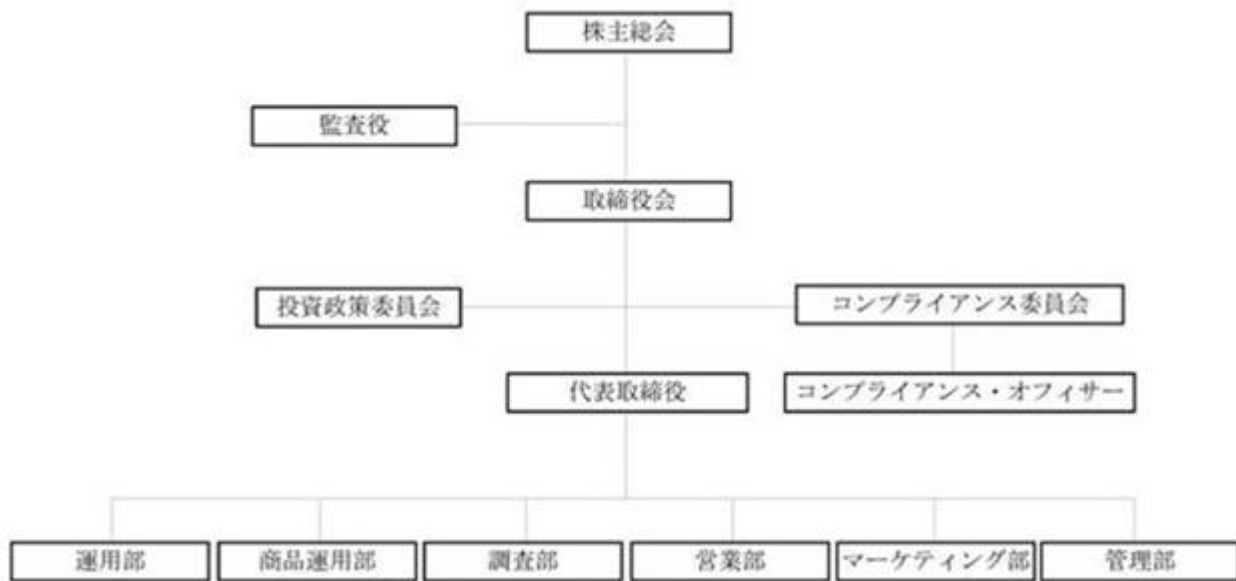 株主総会
監査役
取締役会
投資政策委員会
コンプライアンス委員会
代表取締役
コンプライアンス・オフィサー
運用部
商品運用部
調査部
営業部
マーケティング部
管理部